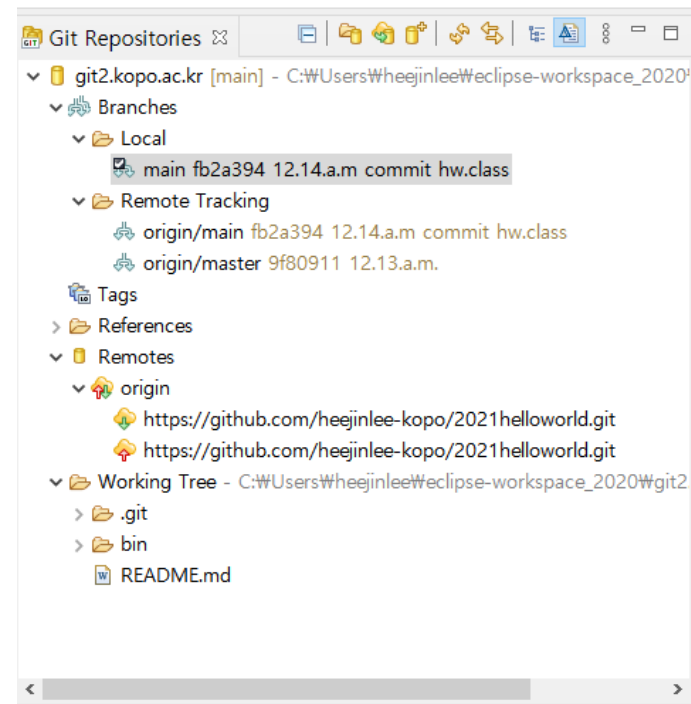 Git Repositories
git2.kopo.ac.kr [main] - C:₩Users₩heejinlee₩eclipse-workspace_2020₩
Branches
Local
main fb2a394 12.14.a.m commit hw.class
Remote Tracking
origin/main fb2a394 12.14.a.m commit hw.class
origin/master 9f80911 12.13.a.m.
Tags
References
Remotes
origin
https://github.com/heejinlee-kopo/2021helloworld.git
https://github.com/heejinlee-kopo/2021helloworld.git
Working Tree - C:₩Users₩heejinlee₩eclipse-workspace_2020₩git2.
.git
bin
README.md